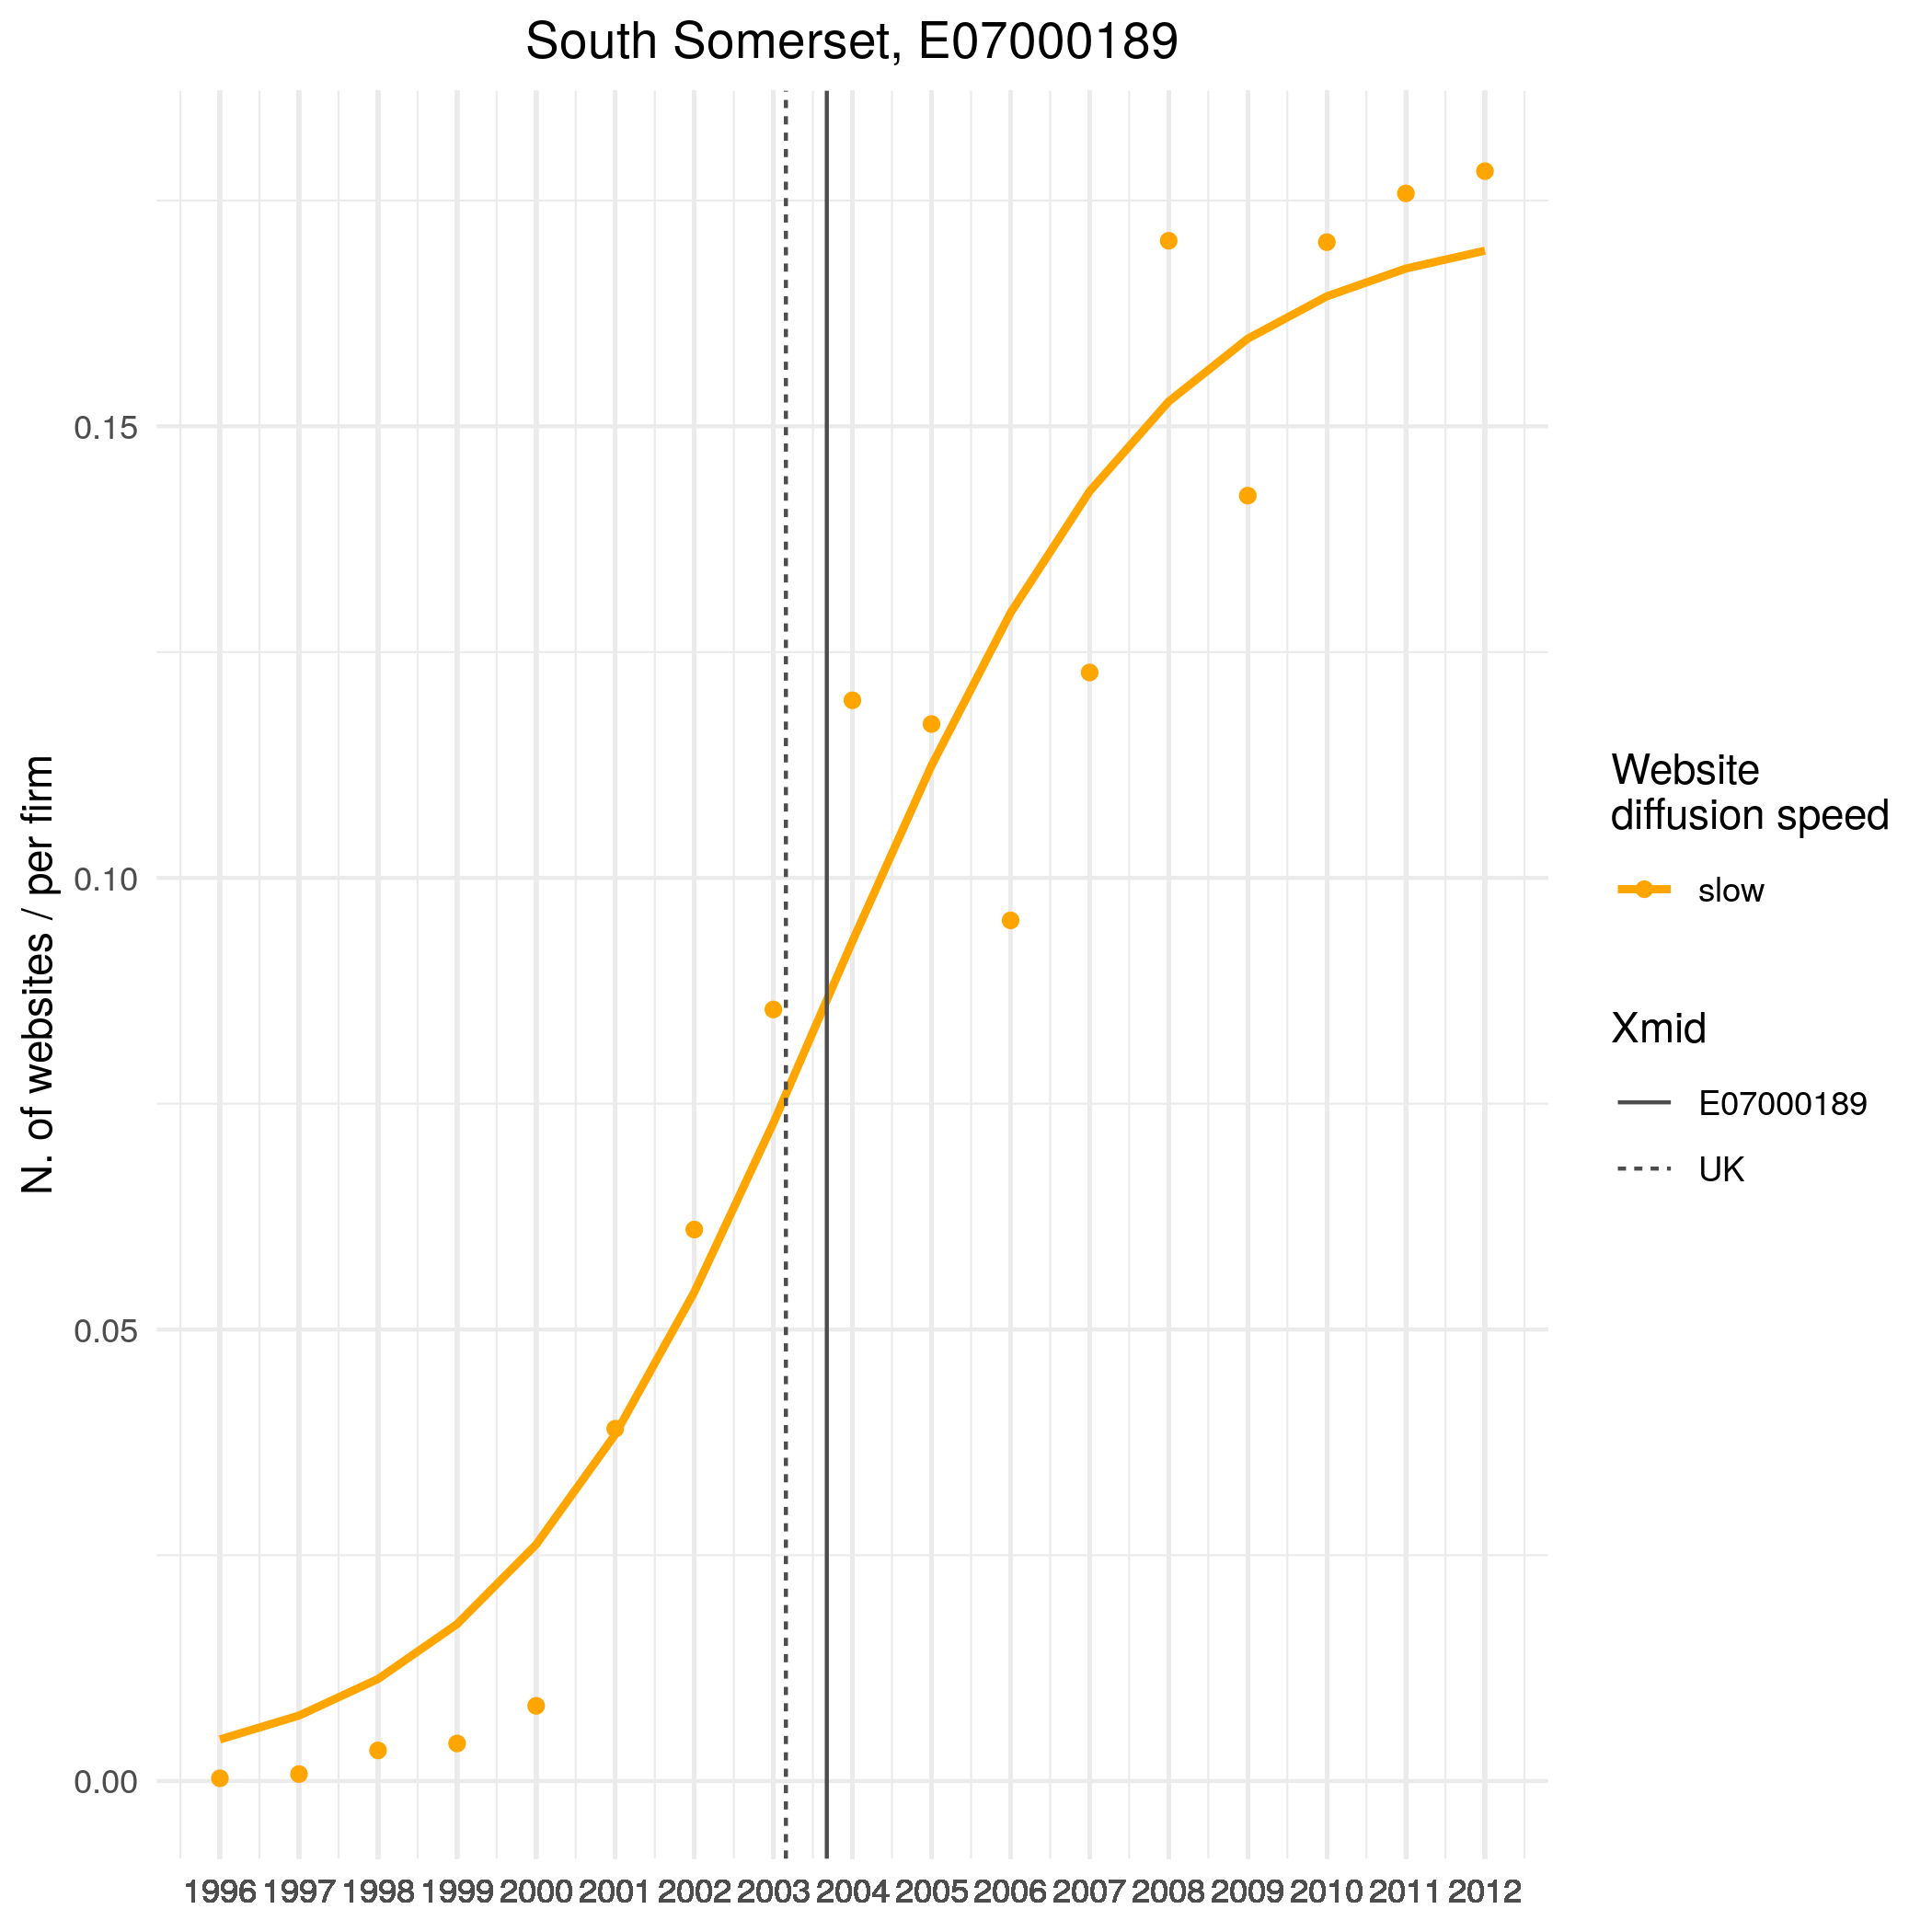 South Somerset, E07000189
N. of websites / per firm
0.15
0.10
0.05
0.00
1996 1997 1998 1999 2000 2001 2002 2003 2004 2005 2006 2007 2008 2009 2010 2011 2012
Website
diffusion speed
slow
Xmid
E07000189
UK